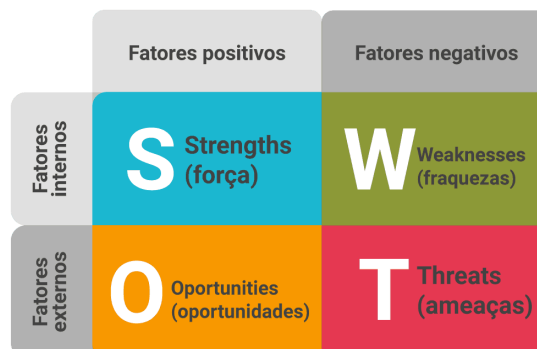 Fatores positivos
Fatores negativos
Fatores
internos
S
Strengths
(força)
W
Weaknesses
(fraquezas)
Fatores
externos
O
Oportunities
(oportunidades)
T
Threats
(ameaças)